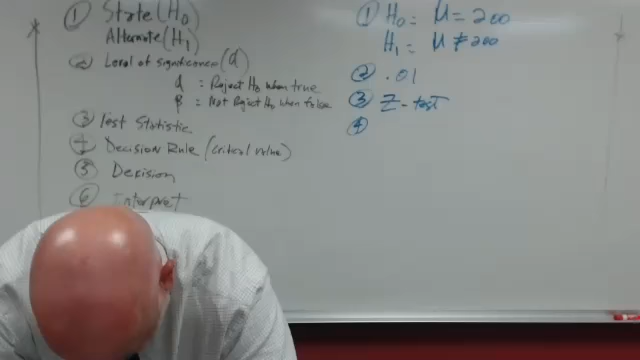 ① State (H₀)
Alternate (H₁)
② Level of significance (α)
α = Reject H₀ when true
β = Not Reject H₀ when false
③ Test Statistic
④ Decision Rule (critical value)
⑤ Decision
⑥ Interpret
① H₀ = μ = 200
H₁ = μ ≠ 200
② .01
③ Z-test
④